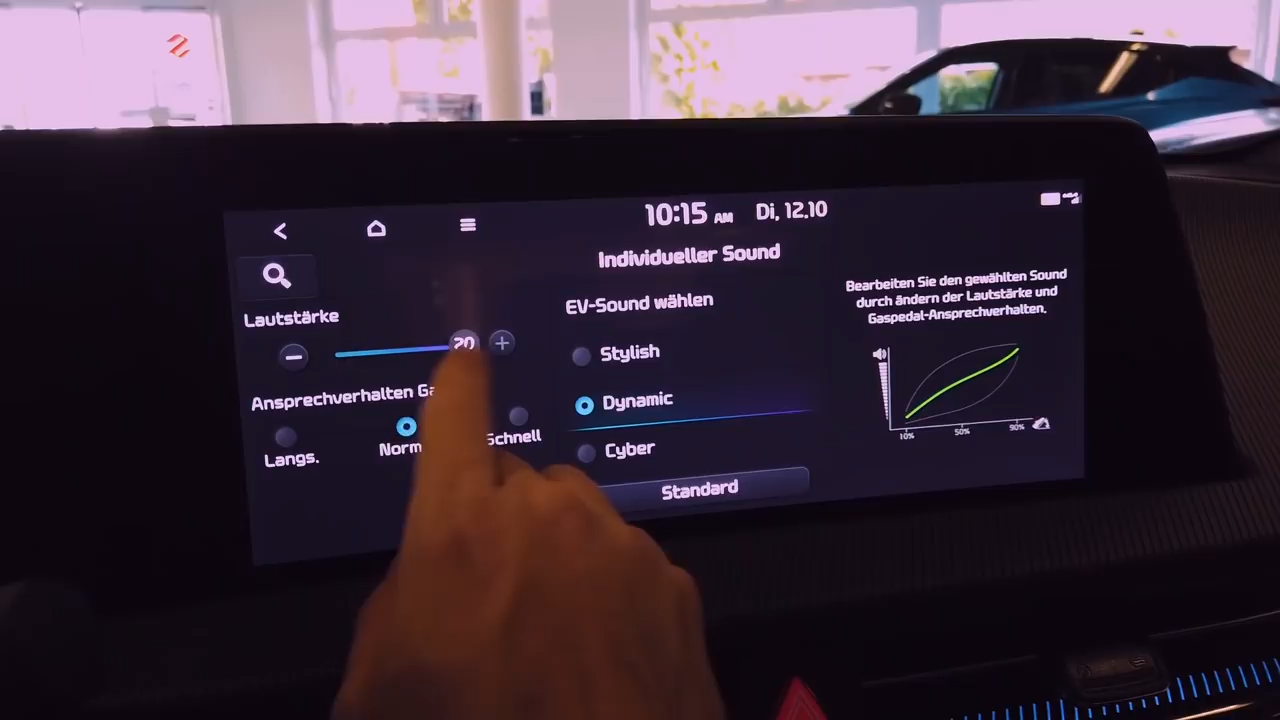 10:15 AM Di, 12.10
Individueller Sound
Lautstärke
20
Ansprechverhalten
Langs.
Schnell
EV-Sound wählen
Stylish
Dynamic
Cyber
Standard
Bearbeiten Sie den gewählten Sound
durch ändern der Lautstärke und
Gaspedal-Ansprechverhalten.
10% 50% 90%